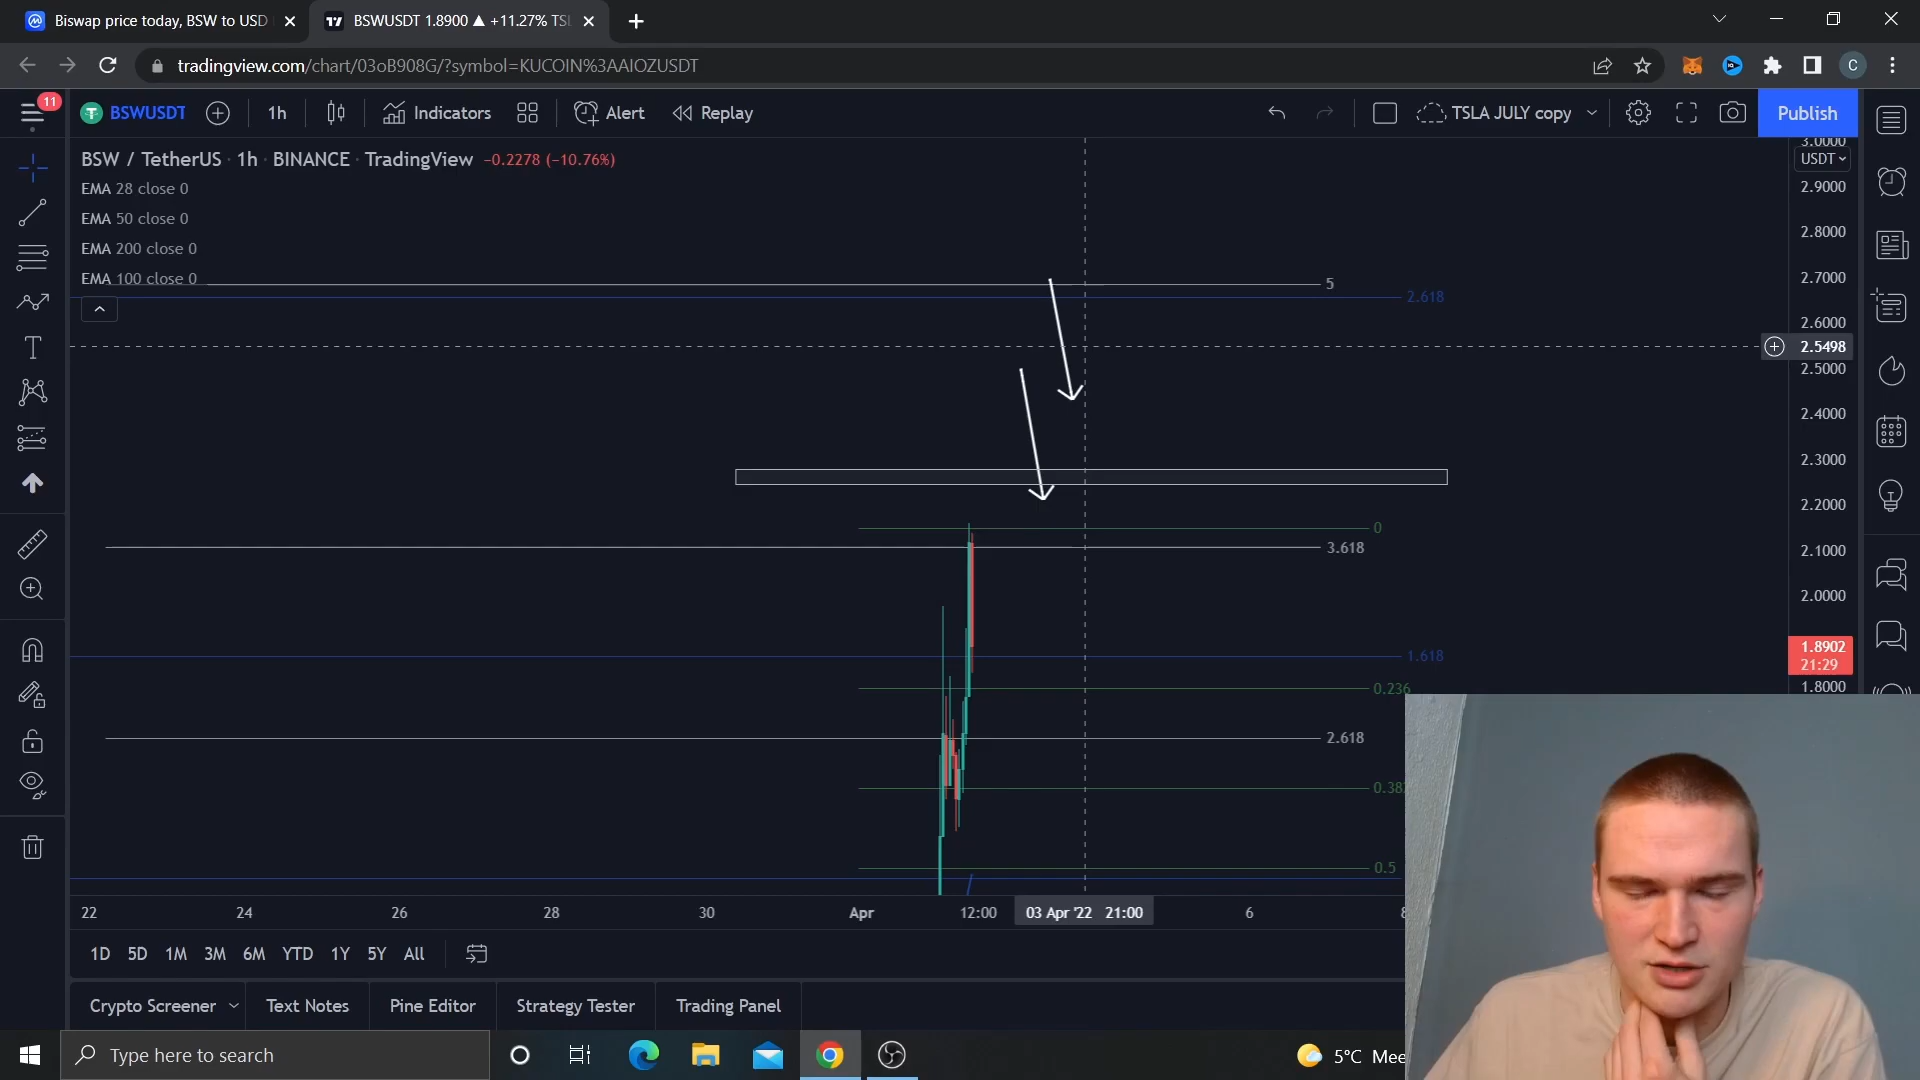 Biswap price today, BSW to USD
BSWUSDT 1.8900 ▲ +11.27% TSL
tradingview.com/chart/03oB908G/?symbol=KUCOIN%3AAIOZUSDT
C
11
BSWUSDT
1h
Indicators
Alert
Replay
TSLA JULY copy
Publish
BSW / TetherUS · 1h · BINANCE · TradingView −0.2278 (−10.76%)
EMA 28 close 0
EMA 50 close 0
EMA 200 close 0
EMA 100 close 0
3.0000
USDT
2.9000
2.8000
2.7000
2.6000
2.5498
2.5000
2.4000
2.3000
2.2000
2.1000
2.0000
1.8902
21:29
1.8000
5
2.618
0
3.618
1.618
0.236
2.618
0.382
0.5
22
24
26
28
30
Apr
12:00
03 Apr '22 21:00
6
8
1D
5D
1M
3M
6M
YTD
1Y
5Y
All
Crypto Screener
Text Notes
Pine Editor
Strategy Tester
Trading Panel
Type here to search
5°C Mee